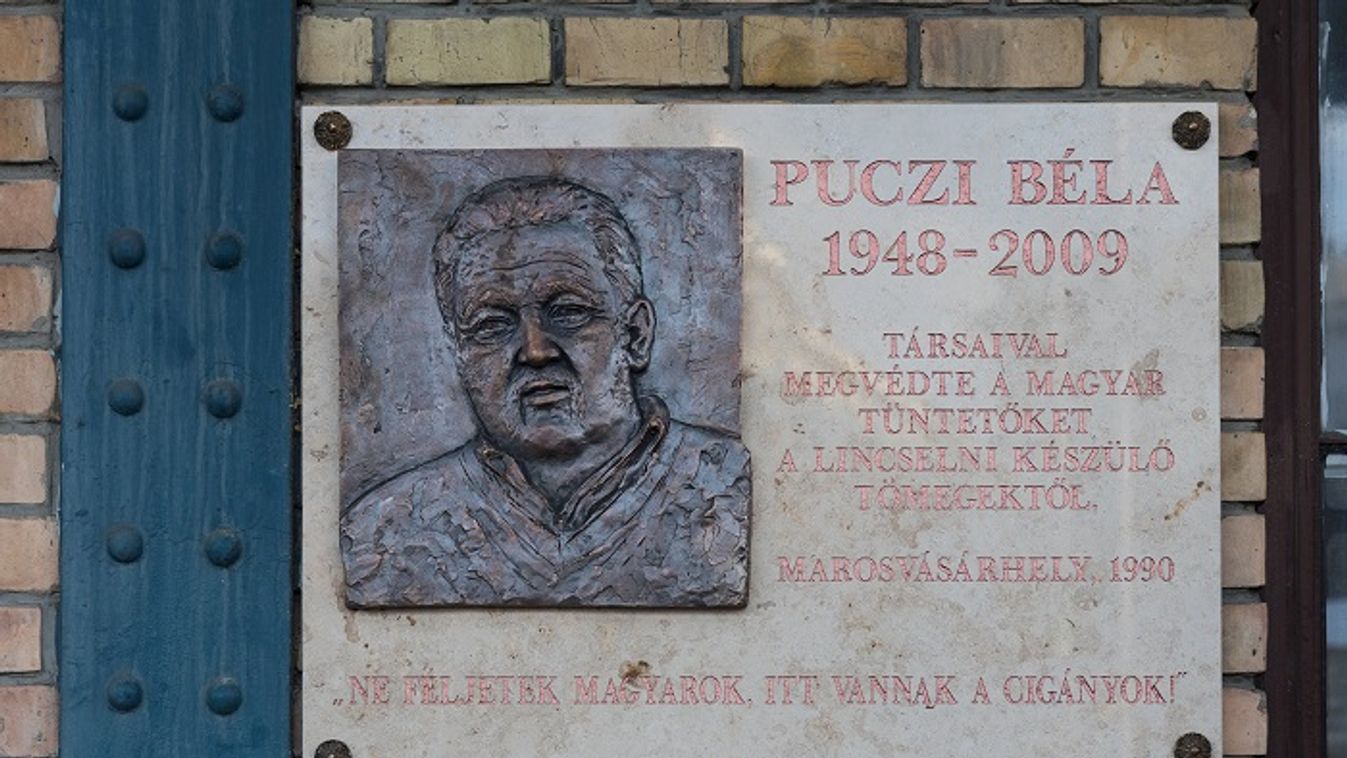 PUCZI BÉLA
1948-2009
TÁRSAIVAL
MEGVÉDTE A MAGYAR
TÜNTETŐKET
A LINCSELNI KÉSZÜLŐ
TÖMEGEKTŐL.
MAROSVÁSÁRHELY, 1990
„NE FÉLJETEK MAGYAROK, ITT VANNAK A CIGÁNYOK!”